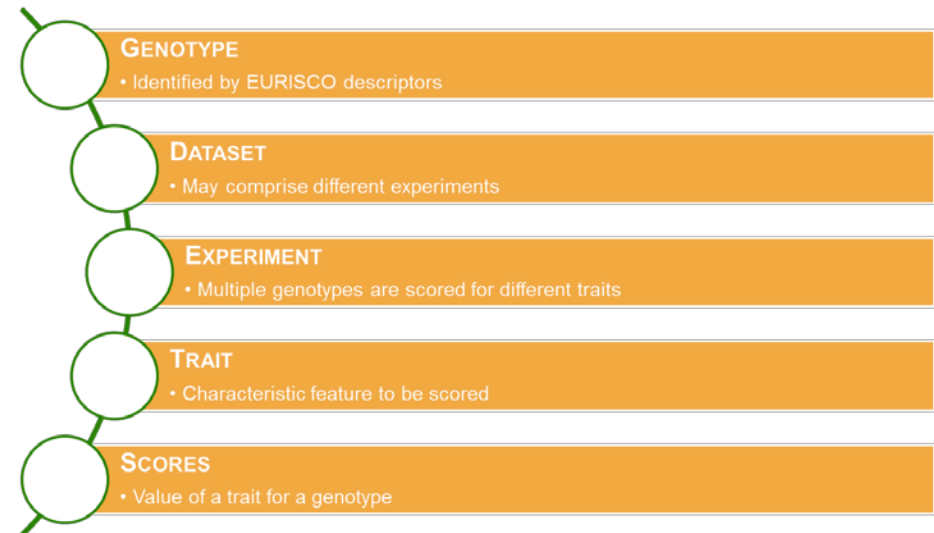 GENOTYPE
• Identified by EURISCO descriptors
DATASET
• May comprise different experiments
EXPERIMENT
• Multiple genotypes are scored for different traits
TRAIT
• Characteristic feature to be scored
SCORES
• Value of a trait for a genotype